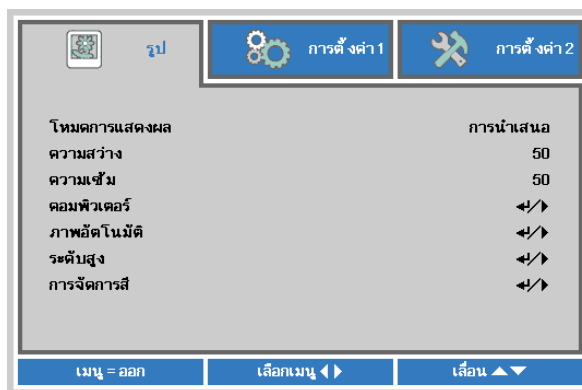 รูป
การตั้งค่า 1
การตั้งค่า 2
โหมดการแสดงผล การนำเสนอ
ความสว่าง 50
ความเข้ม 50
คอมพิวเตอร์ ↵/▶
ภาพอัตโนมัติ ↵/▶
ระดับสูง ↵/▶
การจัดการสี ↵/▶
เมนู = ออก
เลือกเมนู ◀▶
เลื่อน ▲▼